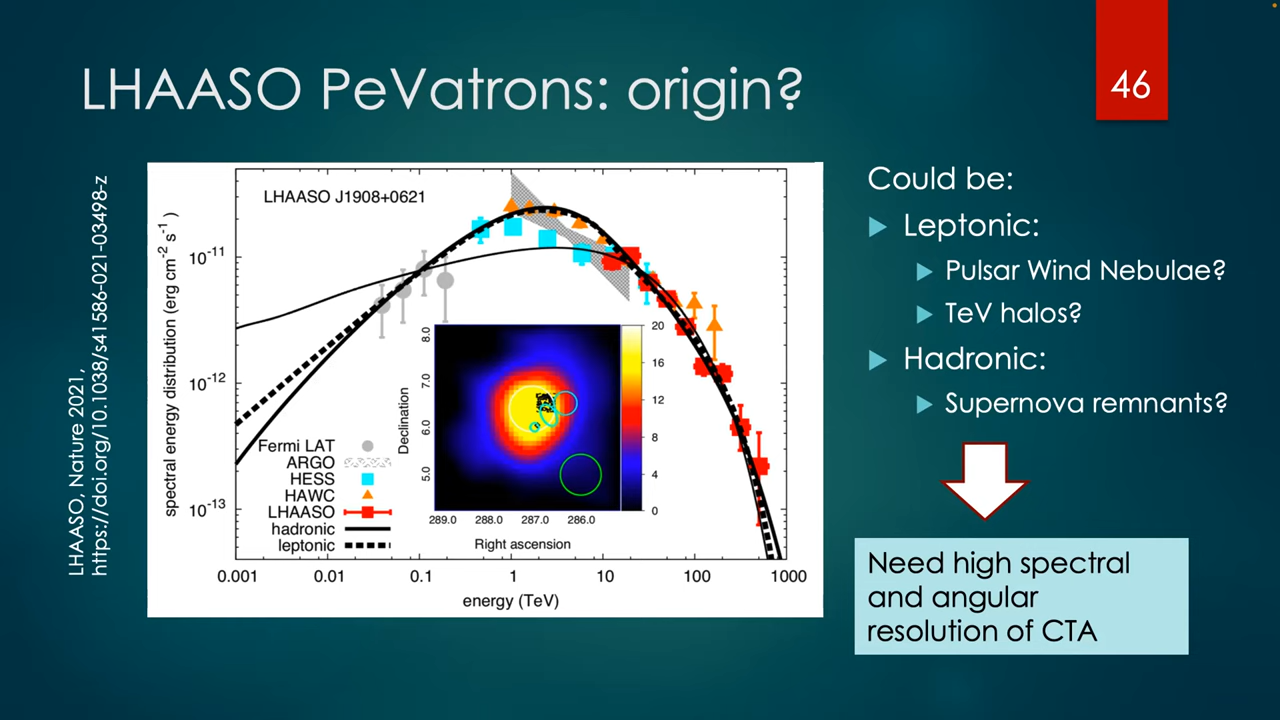 LHAASO PeVatrons: origin?
46
LHAASO, Nature 2021,
https://doi.org/10.1038/s41586-021-03498-z
LHAASO J1908+0621
spectral energy distribution (erg cm⁻² s⁻¹ )
10⁻¹¹
10⁻¹²
10⁻¹³
Fermi LAT
ARGO
HESS
HAWC
LHAASO
hadronic
leptonic
Declination
8.0
7.0
6.0
5.0
289.0 288.0 287.0 286.0
Right ascension
20
16
12
8
4
0
0.001 0.01 0.1 1 10 100 1000
energy (TeV)
Could be:
Leptonic:
Pulsar Wind Nebulae?
TeV halos?
Hadronic:
Supernova remnants?
Need high spectral
and angular
resolution of CTA